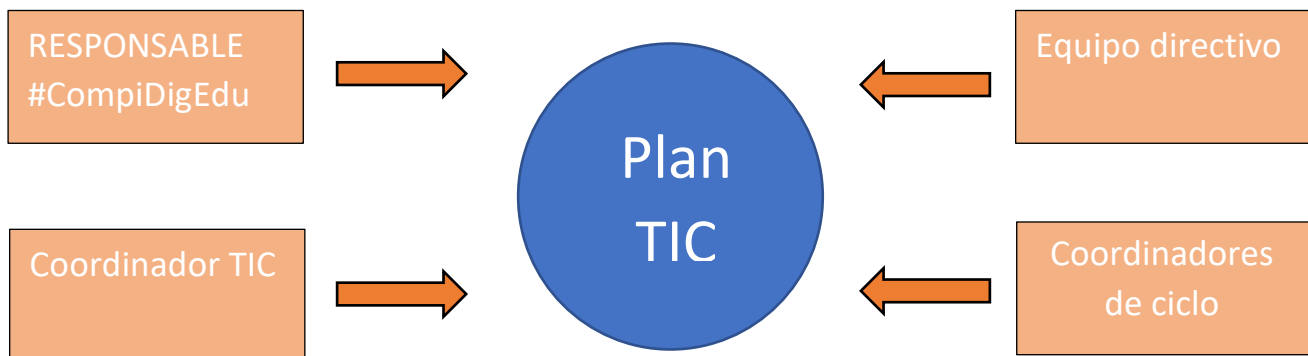 RESPONSABLE
#CompiDigEdu
Equipo directivo
Plan
TIC
Coordinador TIC
Coordinadores
de ciclo